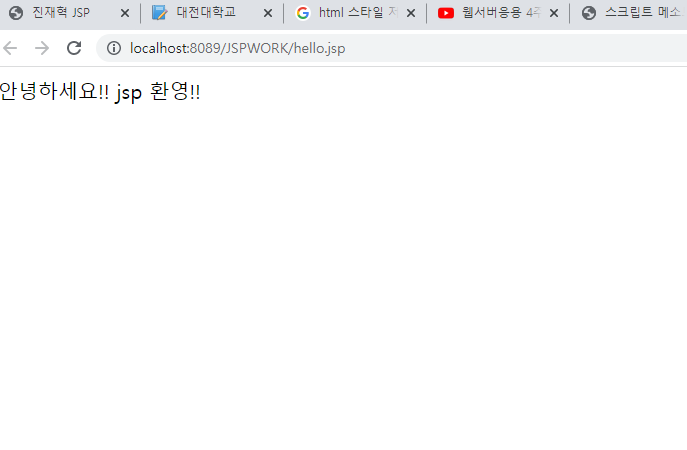 진재혁 JSP
대전대학교
html 스타일
웹서버응용 4주
스크립트 메소
localhost:8089/JSPWORK/hello.jsp
안녕하세요!! jsp 환영!!